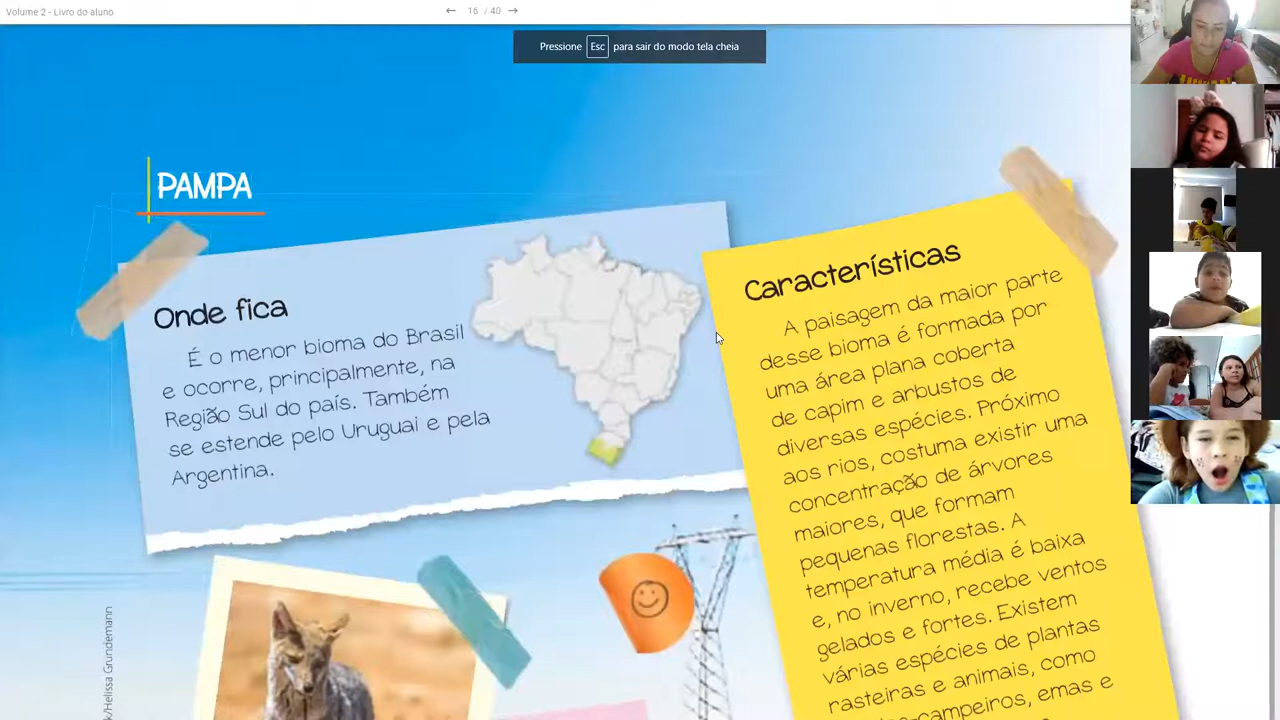 Volume 2 - Livro do aluno
← 16 / 40 →
Pressione Esc para sair do modo tela cheia
PAMPA
Onde fica
É o menor bioma do Brasil
e ocorre, principalmente, na
Região Sul do país. Também
se estende pelo Uruguai e pela
Argentina.
Características
A paisagem da maior parte
desse bioma é formada por
uma área plana coberta
de capim e arbustos de
diversas espécies. Próximo
aos rios, costuma existir uma
concentração de árvores
maiores, que formam
pequenas florestas. A
temperatura média é baixa
e, no inverno, recebe ventos
gelados e fortes. Existem
várias espécies de plantas
rasteiras e animais, como
campeiros, emas e
k/Helissa Grundemann